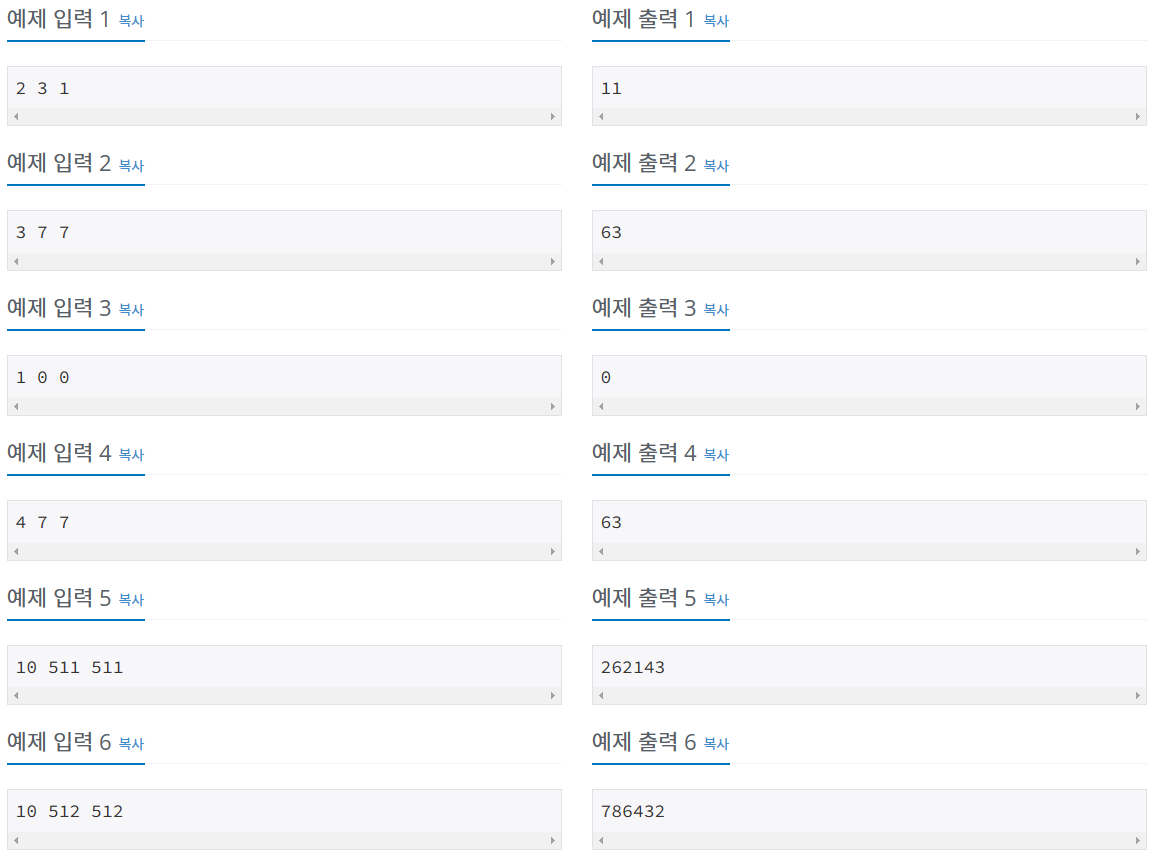 예제 입력 1 복사
예제 출력 1 복사
2 3 1
11
예제 입력 2 복사
예제 출력 2 복사
3 7 7
63
예제 입력 3 복사
예제 출력 3 복사
1 0 0
0
예제 입력 4 복사
예제 출력 4 복사
4 7 7
63
예제 입력 5 복사
예제 출력 5 복사
10 511 511
262143
예제 입력 6 복사
예제 출력 6 복사
10 512 512
786432